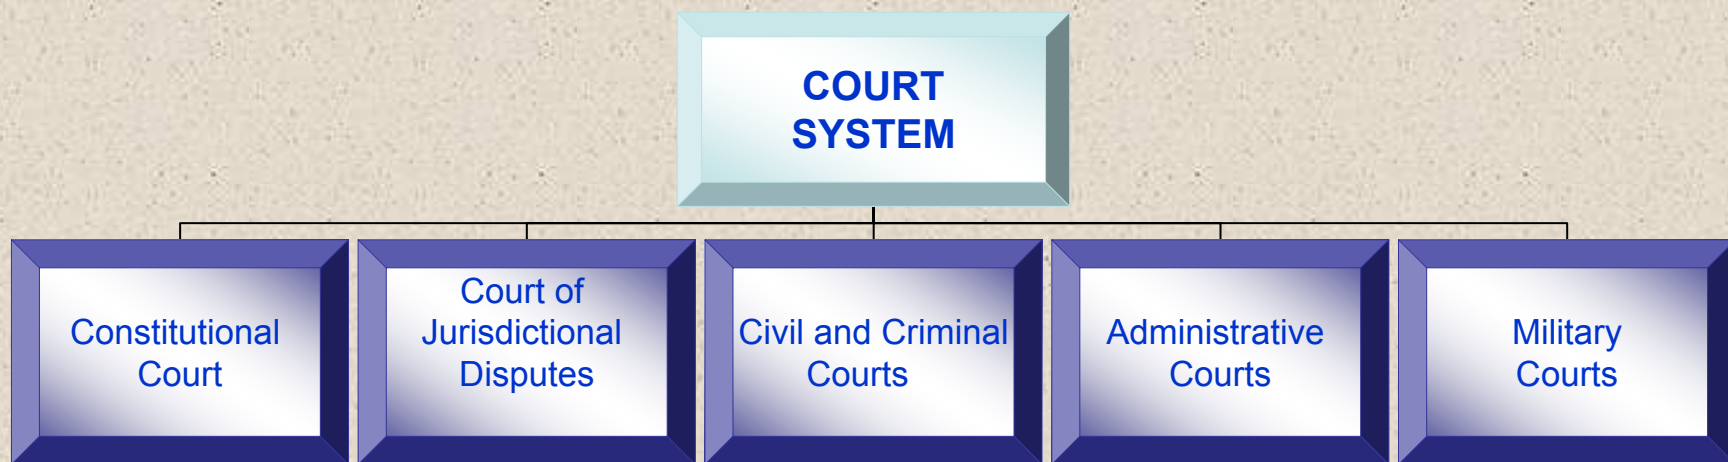 COURT
SYSTEM
Constitutional
Court
Court of
Jurisdictional
Disputes
Civil and Criminal
Courts
Administrative
Courts
Military
Courts